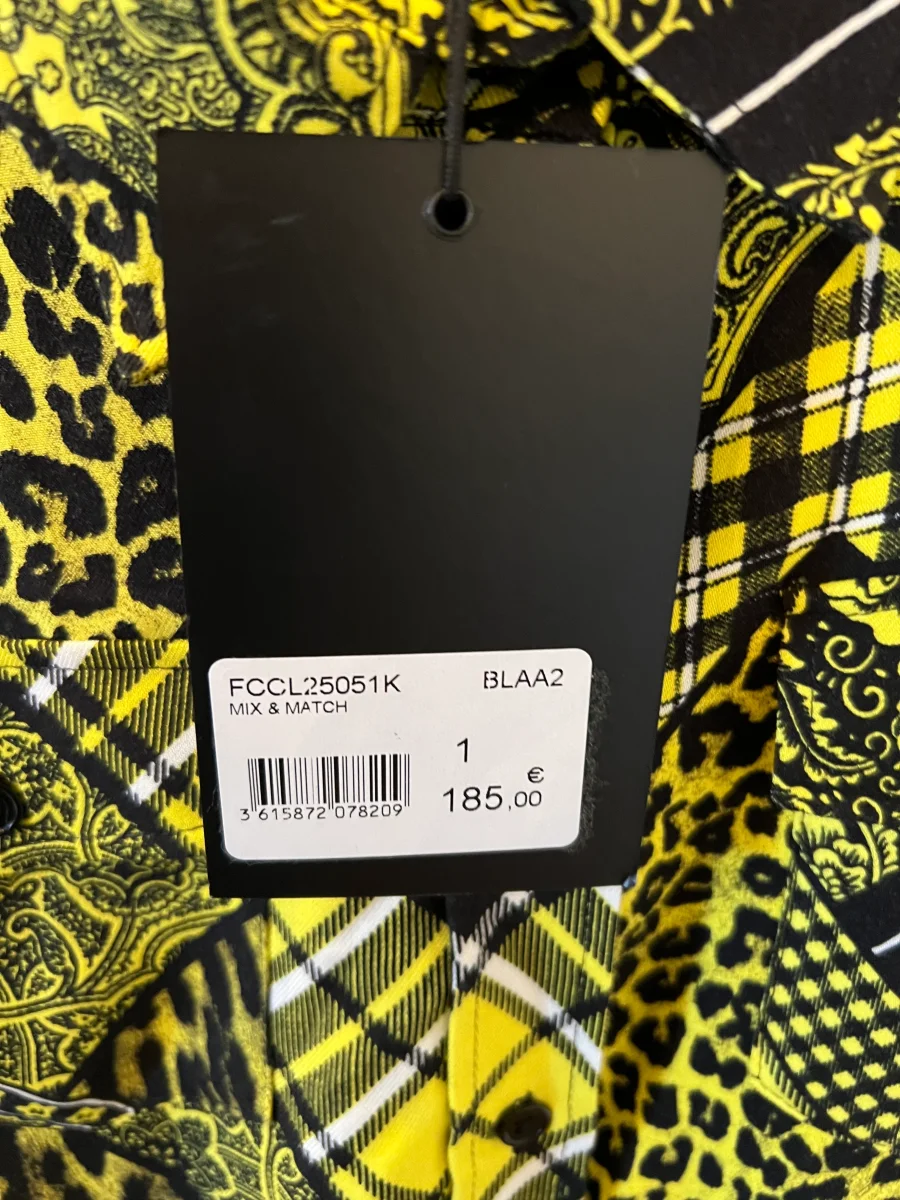 FCCL25051K BLAA2
MIX & MATCH
1
€
185,00
3 615872 078209